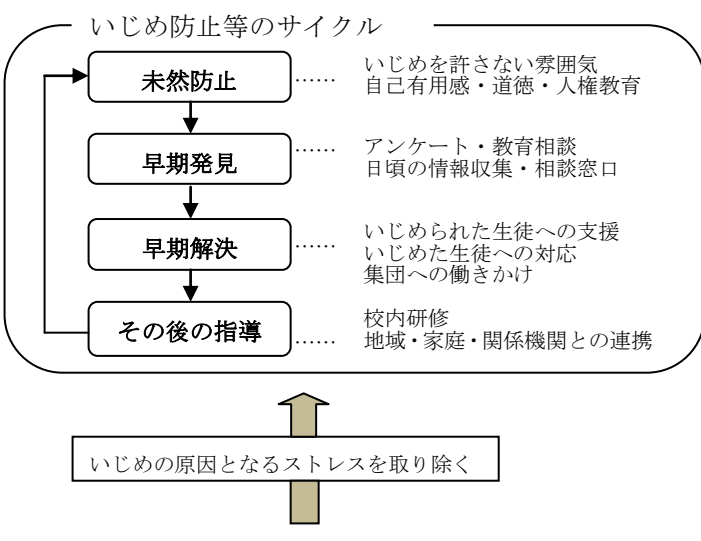 いじめ防止等のサイクル
未然防止
……
いじめを許さない雰囲気
自己有用感・道徳・人権教育
早期発見
……
アンケート・教育相談
日頃の情報収集・相談窓口
早期解決
……
いじめられた生徒への支援
いじめた生徒への対応
集団への働きかけ
その後の指導
……
校内研修
地域・家庭・関係機関との連携
いじめの原因となるストレスを取り除く